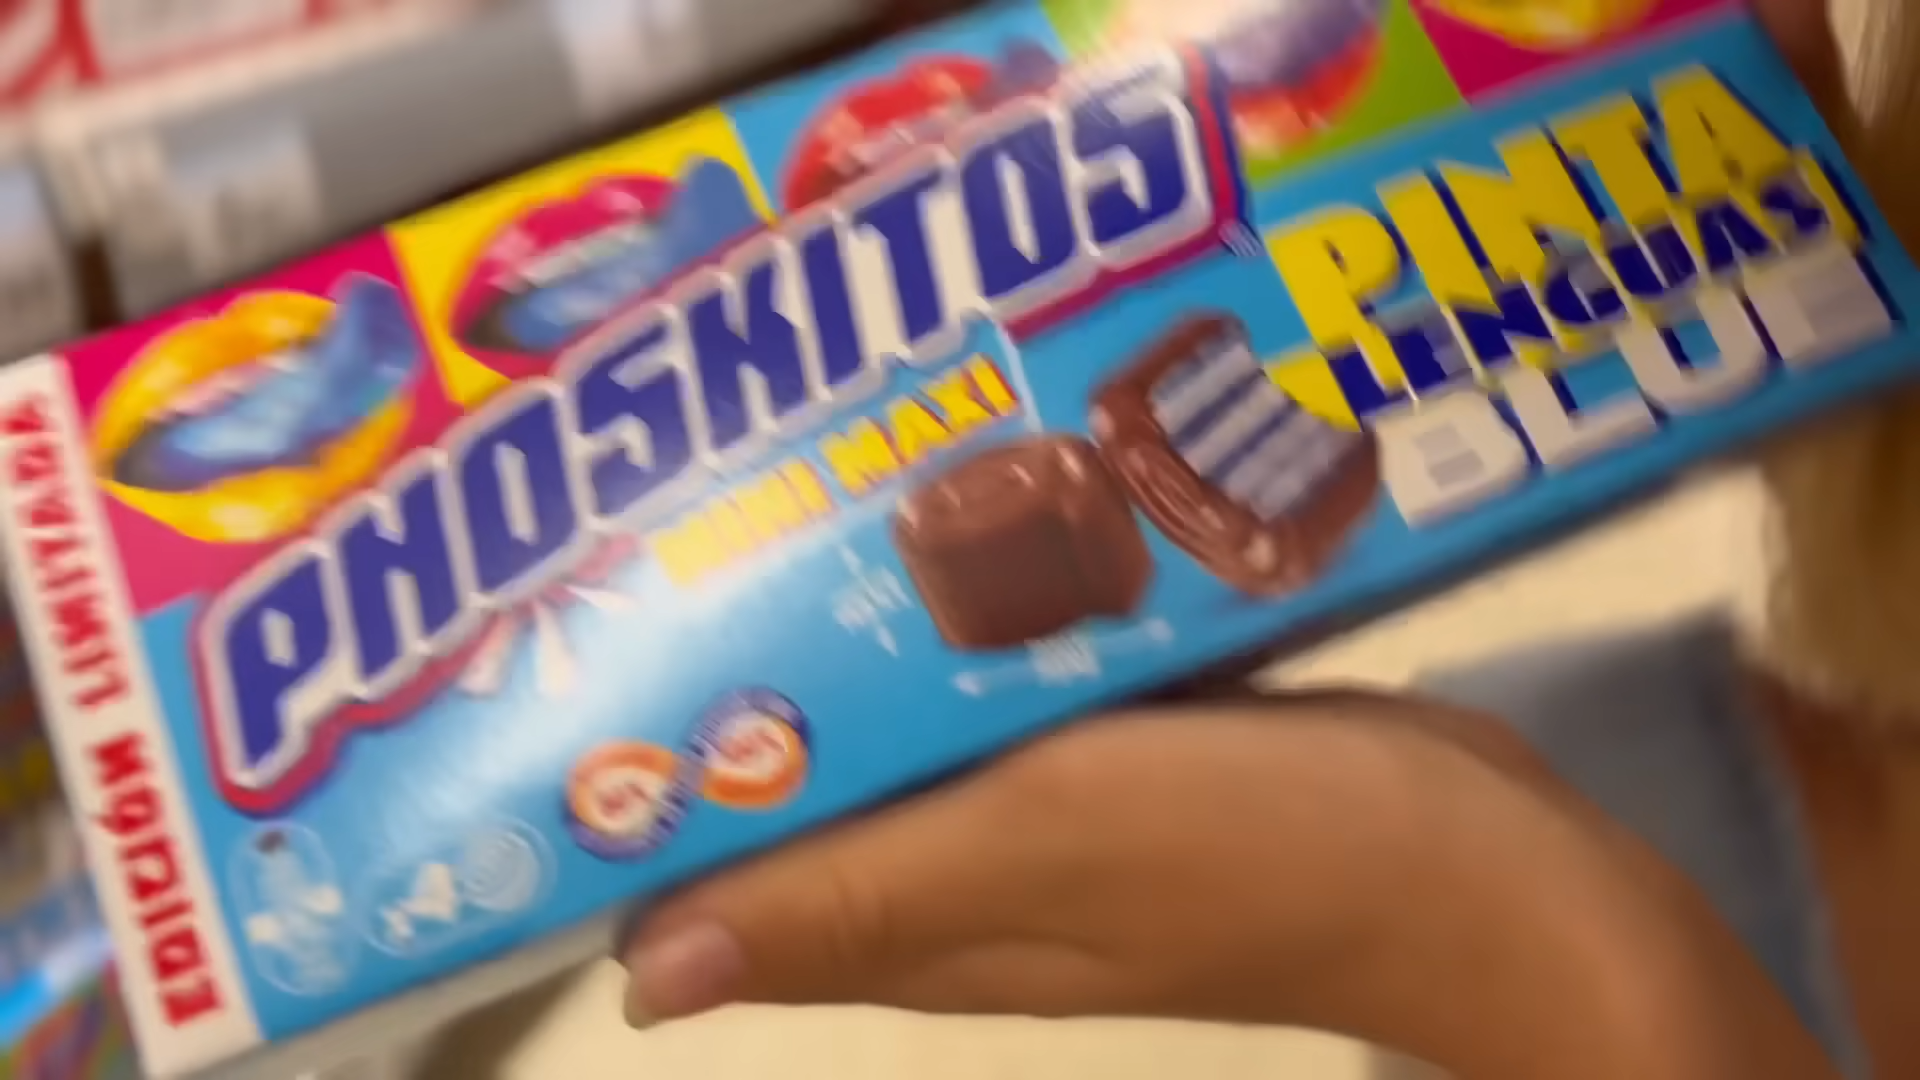 PHOSKITOS
MINI MAXI
PINTA
LENGUAS
BLUE
EDICIÓN LIMITADA